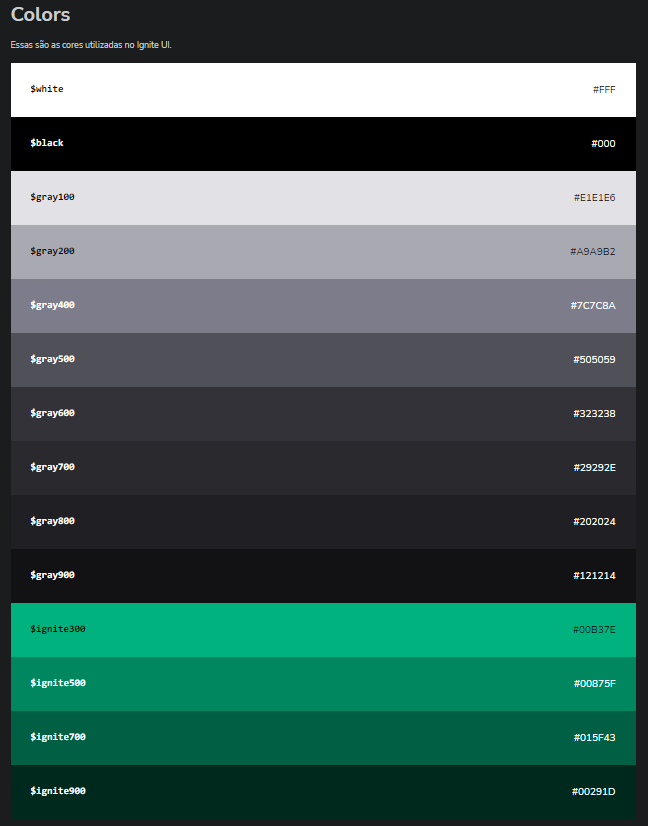 Colors
Essas são as cores utilizadas no Ignite UI.
$white #FFF
$black #000
$gray100 #E1E1E6
$gray200 #A9A9B2
$gray400 #7C7C8A
$gray500 #505059
$gray600 #323238
$gray700 #29292E
$gray800 #202024
$gray900 #121214
$ignite300 #00B37E
$ignite500 #00875F
$ignite700 #015F43
$ignite900 #00291D